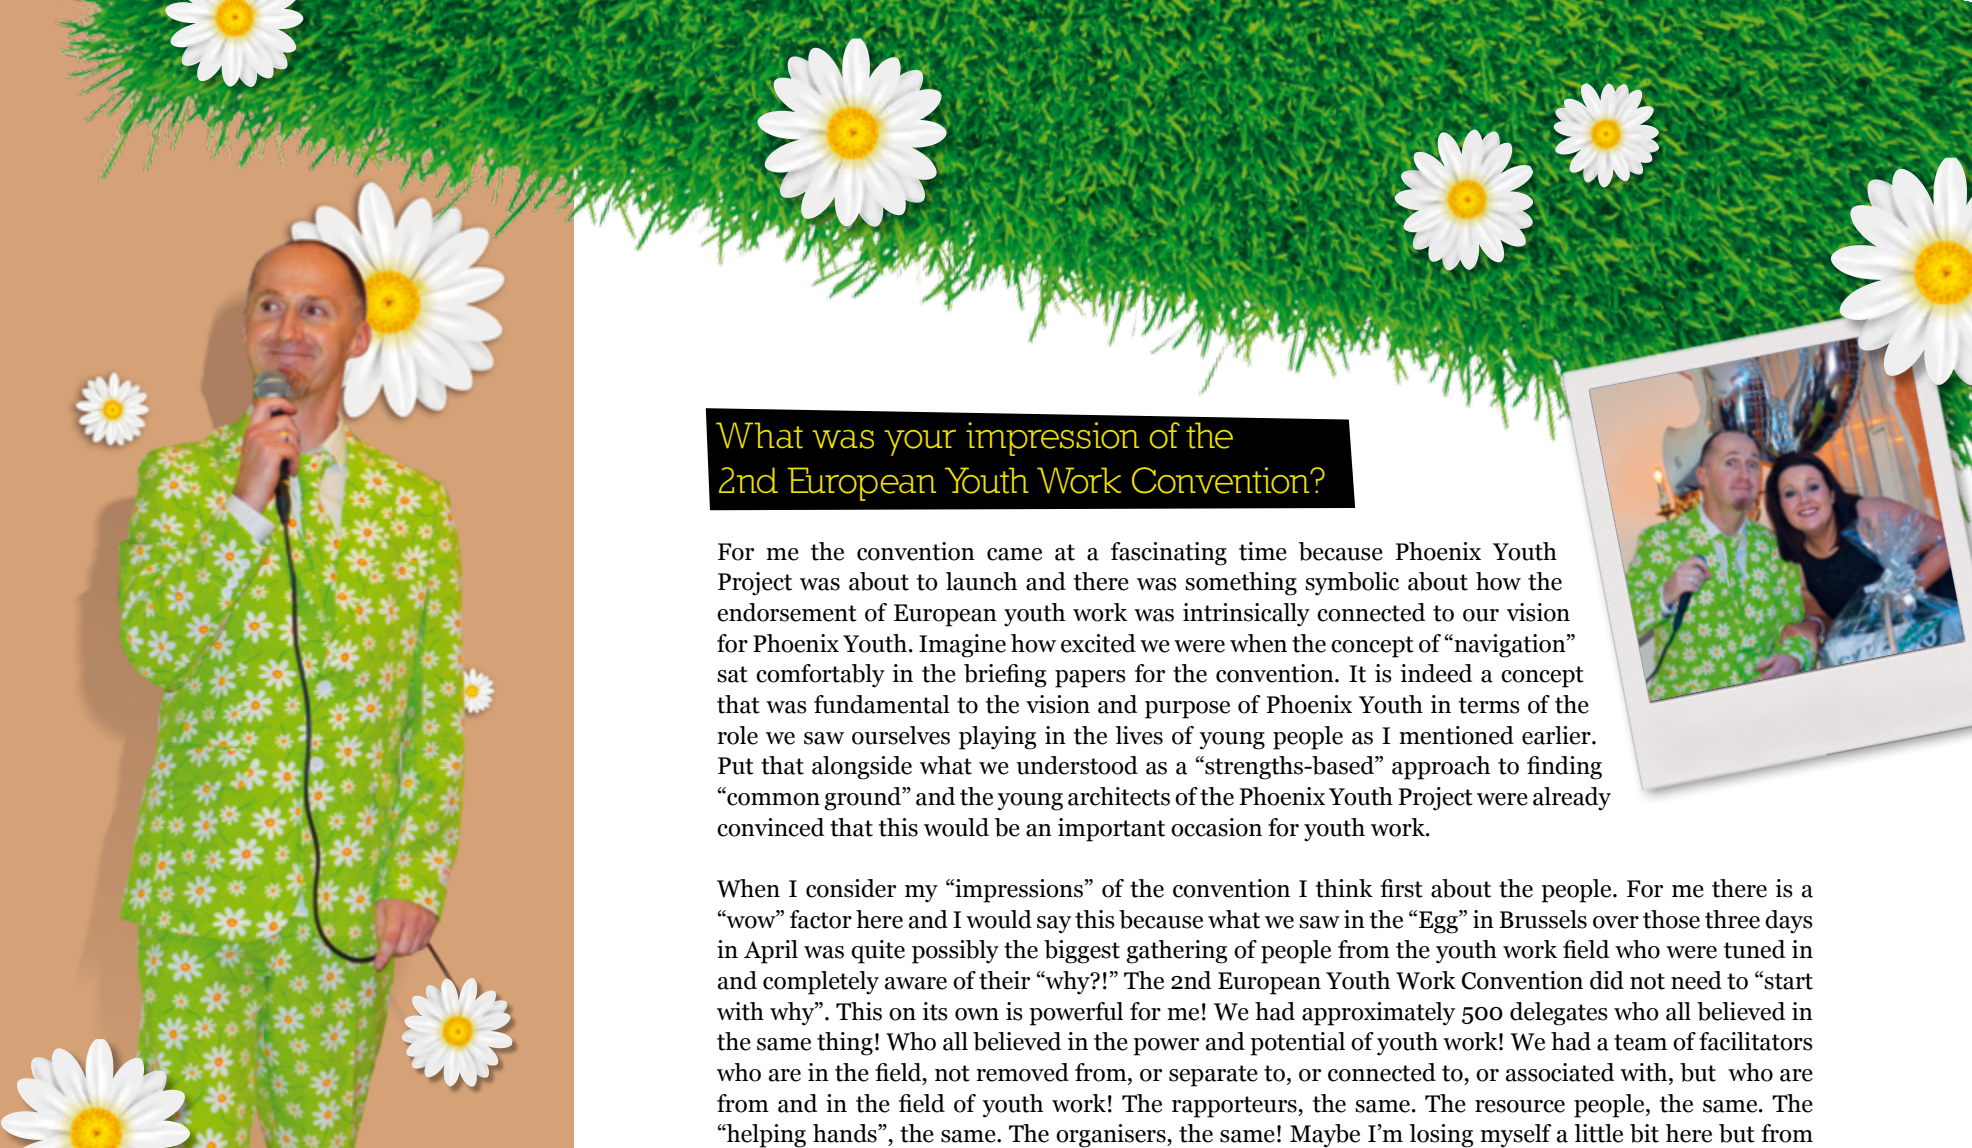 What was your impression of the
2nd European Youth Work Convention?
For me the convention came at a fascinating time because Phoenix Youth
Project was about to launch and there was something symbolic about how the
endorsement of European youth work was intrinsically connected to our vision
for Phoenix Youth. Imagine how excited we were when the concept of “navigation”
sat comfortably in the briefing papers for the convention. It is indeed a concept
that was fundamental to the vision and purpose of Phoenix Youth in terms of the
role we saw ourselves playing in the lives of young people as I mentioned earlier.
Put that alongside what we understood as a “strengths-based” approach to finding
“common ground” and the young architects of the Phoenix Youth Project were already
convinced that this would be an important occasion for youth work.
When I consider my “impressions” of the convention I think first about the people. For me there is a
“wow” factor here and I would say this because what we saw in the “Egg” in Brussels over those three days
in April was quite possibly the biggest gathering of people from the youth work field who were tuned in
and completely aware of their “why?!” The 2nd European Youth Work Convention did not need to “start
with why”. This on its own is powerful for me! We had approximately 500 delegates who all believed in
the same thing! Who all believed in the power and potential of youth work! We had a team of facilitators
who are in the field, not removed from, or separate to, or connected to, or associated with, but  who are
from and in the field of youth work! The rapporteurs, the same. The resource people, the same. The
“helping hands”, the same. The organisers, the same! Maybe I’m losing myself a little bit here but from